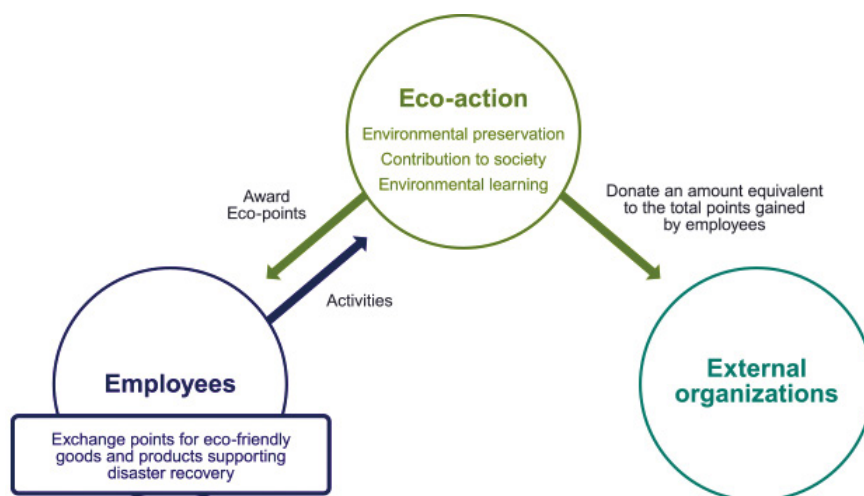 Eco-action
Environmental preservation
Contribution to society
Environmental learning
Award
Eco-points
Activities
Donate an amount equivalent
to the total points gained
by employees
Employees
Exchange points for eco-friendly
goods and products supporting
disaster recovery
External
organizations